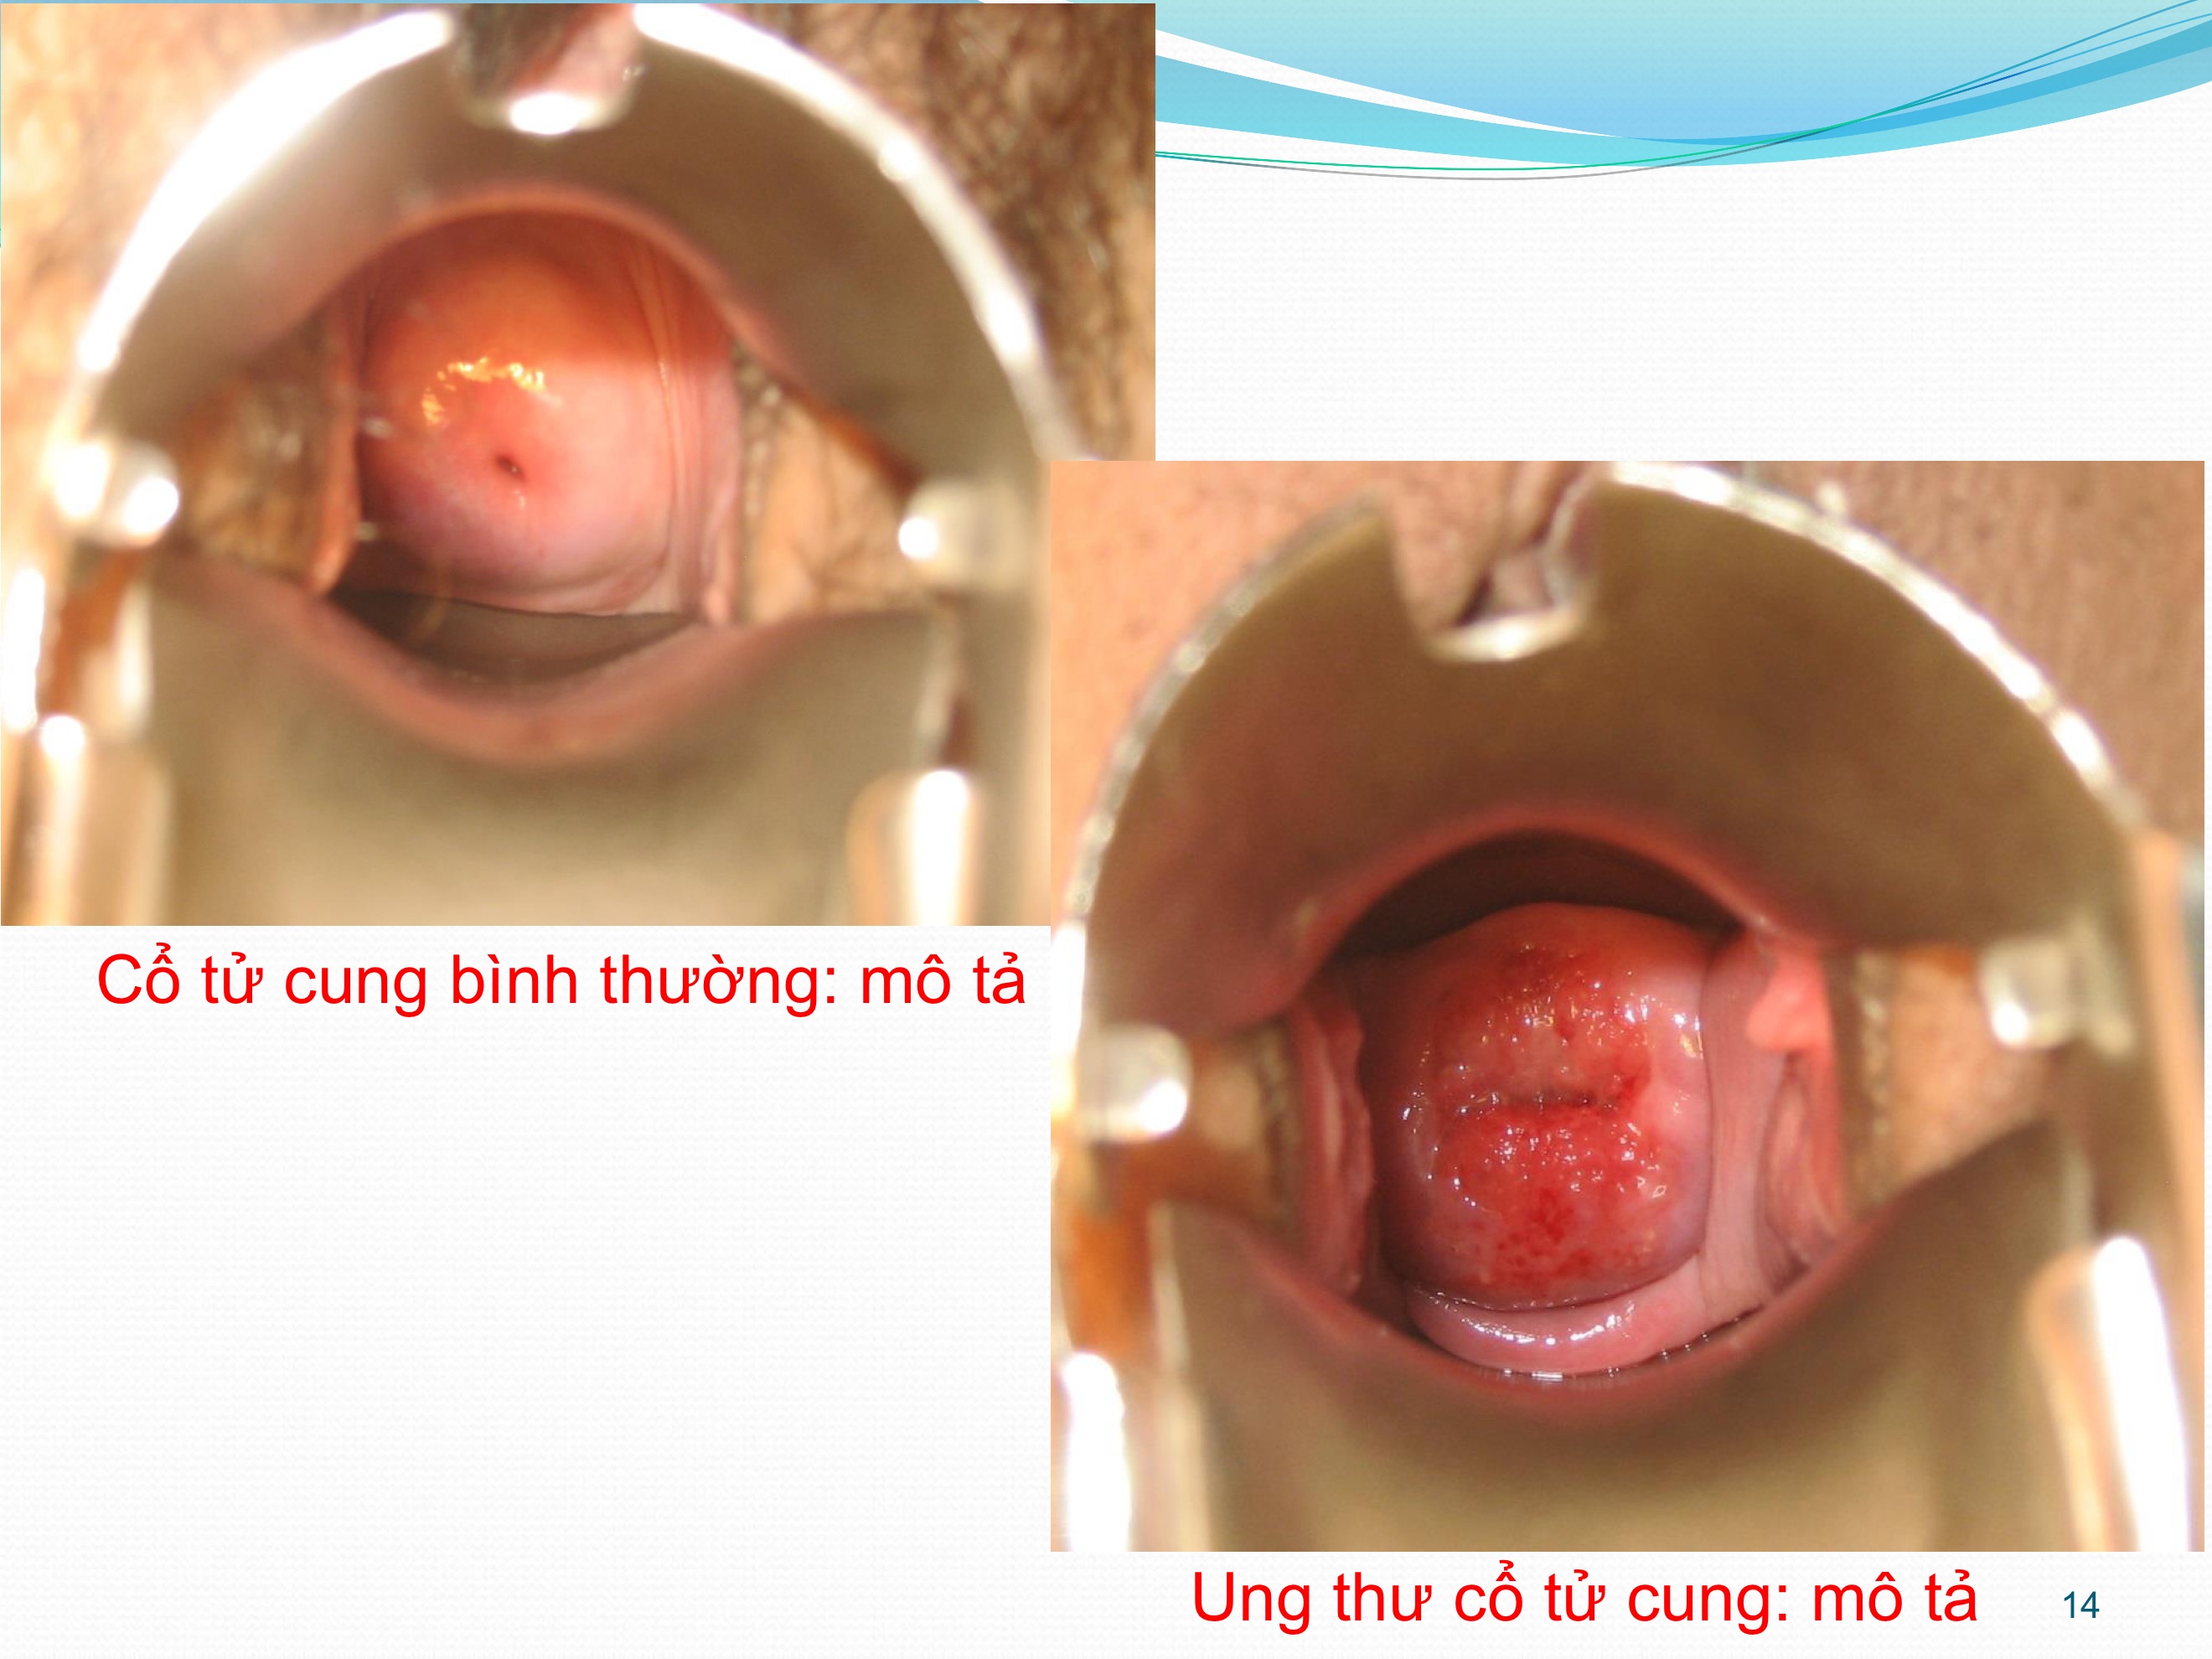 Cổ tử cung bình thường: mô tả
Ung thư cổ tử cung: mô tả
14